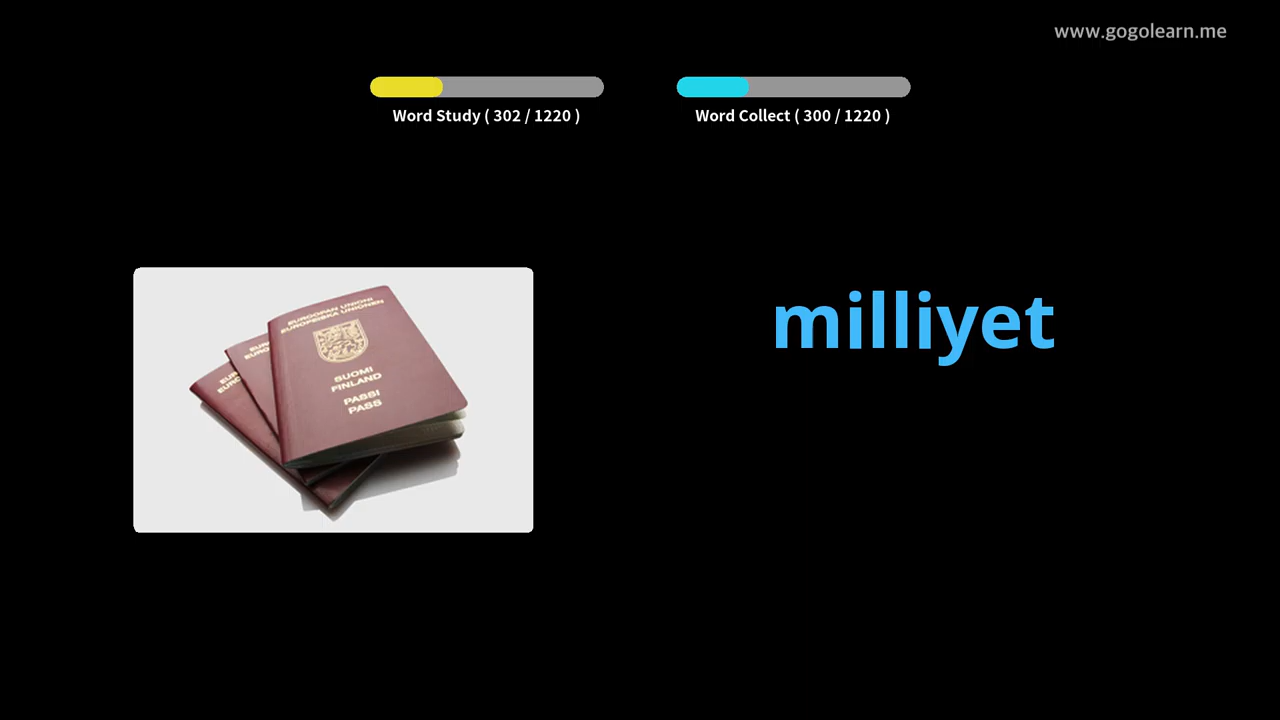 www.gogolearn.me
Word Study ( 302 / 1220 )
Word Collect ( 300 / 1220 )
milliyet
EUROOPAN UNIONI
EUROPEISKA UNIONEN
SUOMI
FINLAND
PASSI
PASS